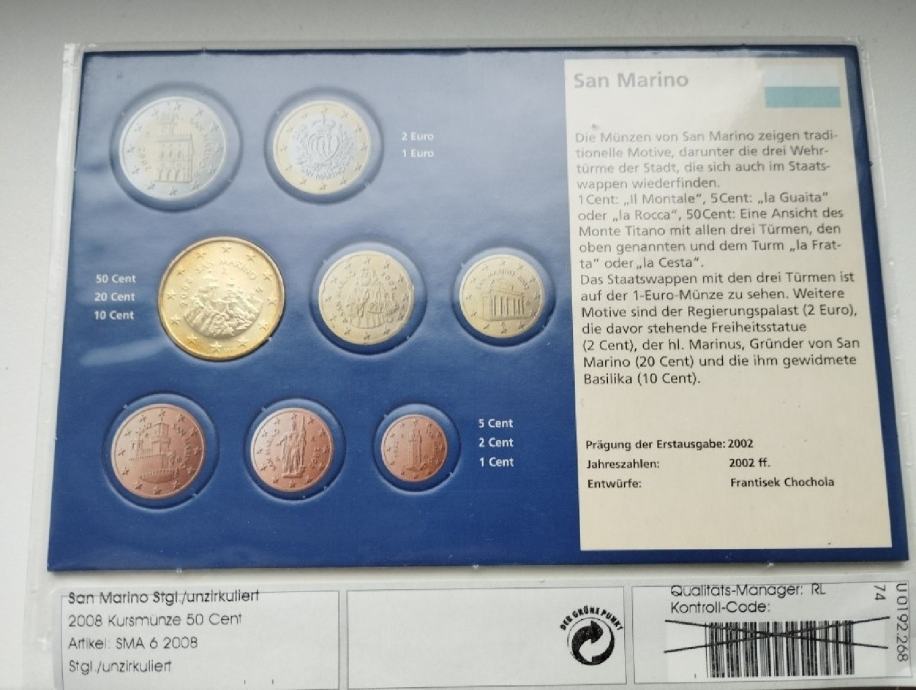 San Marino
Die Münzen von San Marino zeigen tradi-
tionelle Motive, darunter die drei Wehr-
türme der Stadt, die sich auch im Staats-
wappen wiederfinden.
1 Cent: „Il Montale“, 5 Cent: „la Guaita“
oder „la Rocca“, 50 Cent: Eine Ansicht des
Monte Titano mit allen drei Türmen, den
oben genannten und dem Turm „la Frat-
ta“ oder „la Cesta“.
Das Staatswappen mit den drei Türmen ist
auf der 1-Euro-Münze zu sehen. Weitere
Motive sind der Regierungspalast (2 Euro),
die davor stehende Freiheitsstatue
(2 Cent), der hl. Marinus, Gründer von San
Marino (20 Cent) und die ihm gewidmete
Basilika (10 Cent).
Prägung der Erstausgabe: 2002
Jahreszahlen: 2002 ff.
Entwürfe: Frantisek Chochola
2 Euro
1 Euro
50 Cent
20 Cent
10 Cent
5 Cent
2 Cent
1 Cent
SAN MARINO
San Marino Stgl./unzirkuliert
2008 Kursmünze 50 Cent
Artikel: SMA 6 2008
Stgl./unzirkuliert
DER GRÜNE PUNKT
Qualitäts-Manager: RL
Kontroll-Code:
74
U 0192.268